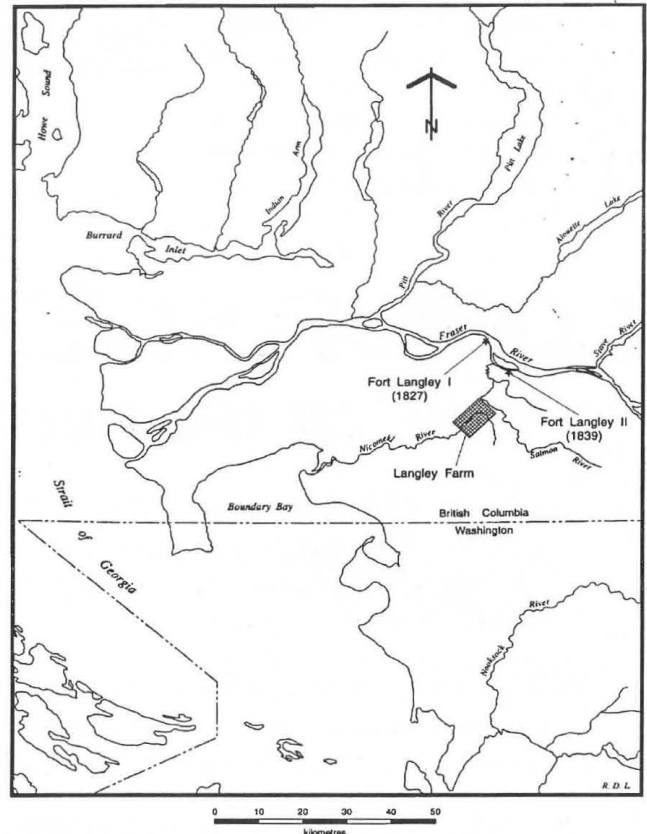 Howe Sound
Indian Arm
N
Pitt Lake
Pitt River
Alouette Lake
Burrard Inlet
Fraser River
Stave River
Fort Langley I
(1827)
Fort Langley II
(1839)
Nicomekl River
Salmon River
Langley Farm
Strait of Georgia
Boundary Bay
British Columbia
Washington
Nooksack River
R. D. L.
0 10 20 30 40 50
kilometres